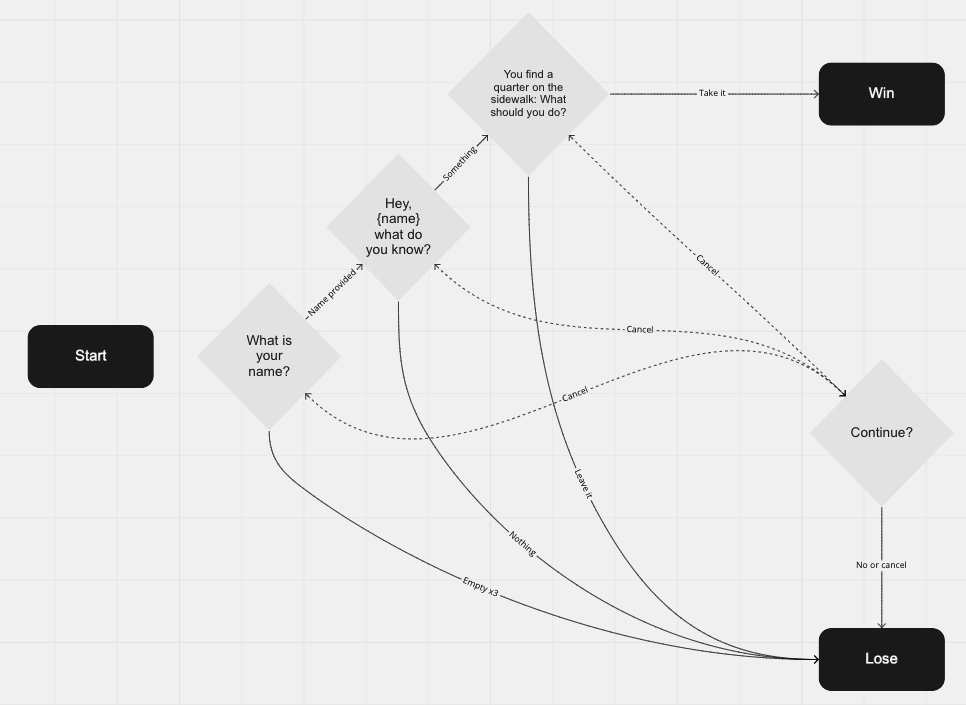 You find a
quarter on the
sidewalk: What
should you do?
Take it
Win
Something
Hey,
{name}
what do
you know?
Cancel
Name provided
Cancel
Start
What is
your
name?
Cancel
Continue?
Leave it
Nothing
No or cancel
Empty x3
Lose